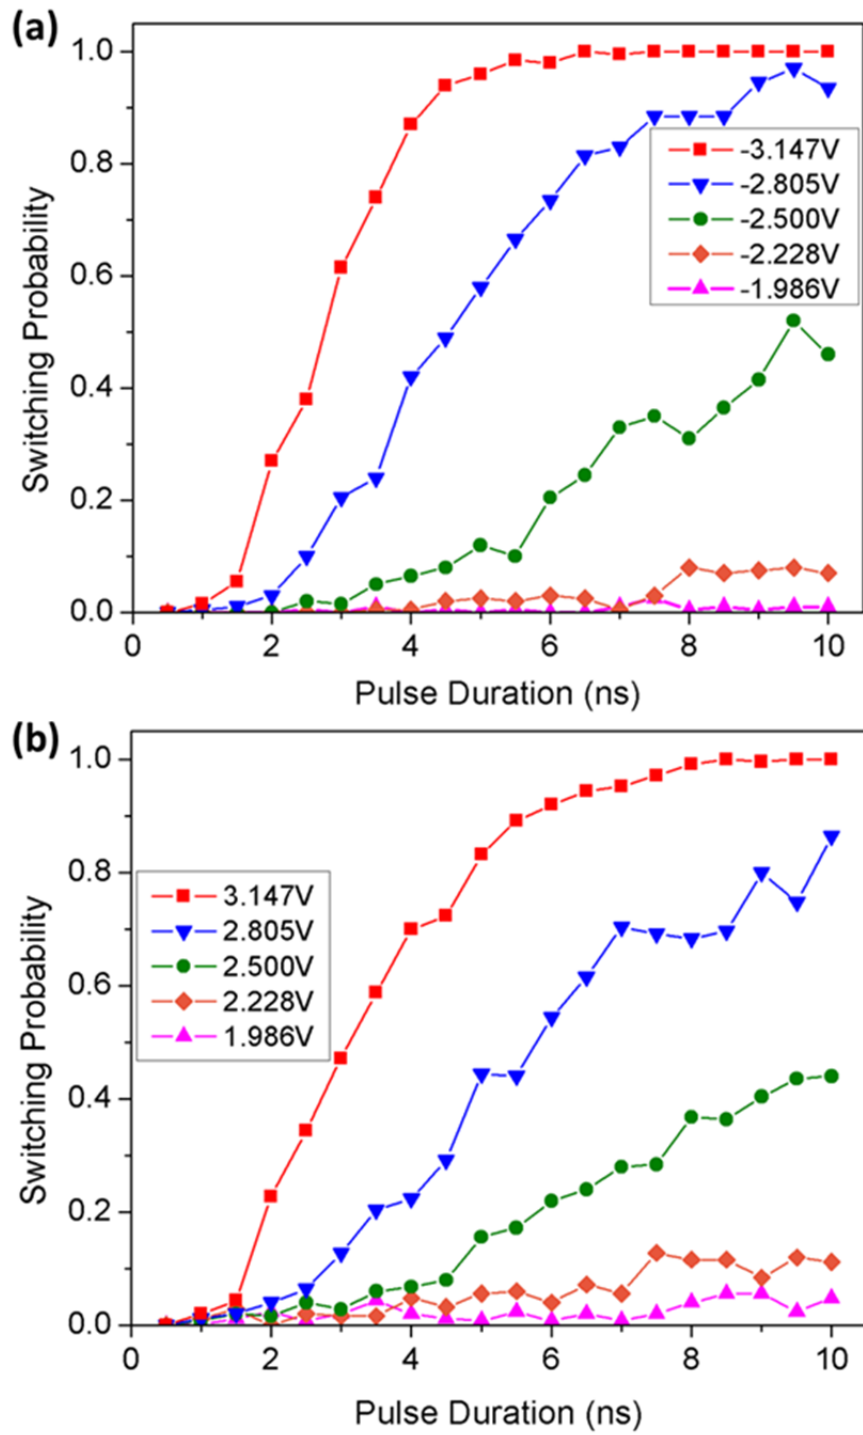 (a)
1.0
0.8
0.6
0.4
0.2
0.0
Switching Probability
-3.147V
-2.805V
-2.500V
-2.228V
-1.986V
0 2 4 6 8 10
Pulse Duration (ns)
(b)
1.0
0.8
0.6
0.4
0.2
0.0
Switching Probability
3.147V
2.805V
2.500V
2.228V
1.986V
0 2 4 6 8 10
Pulse Duration (ns)